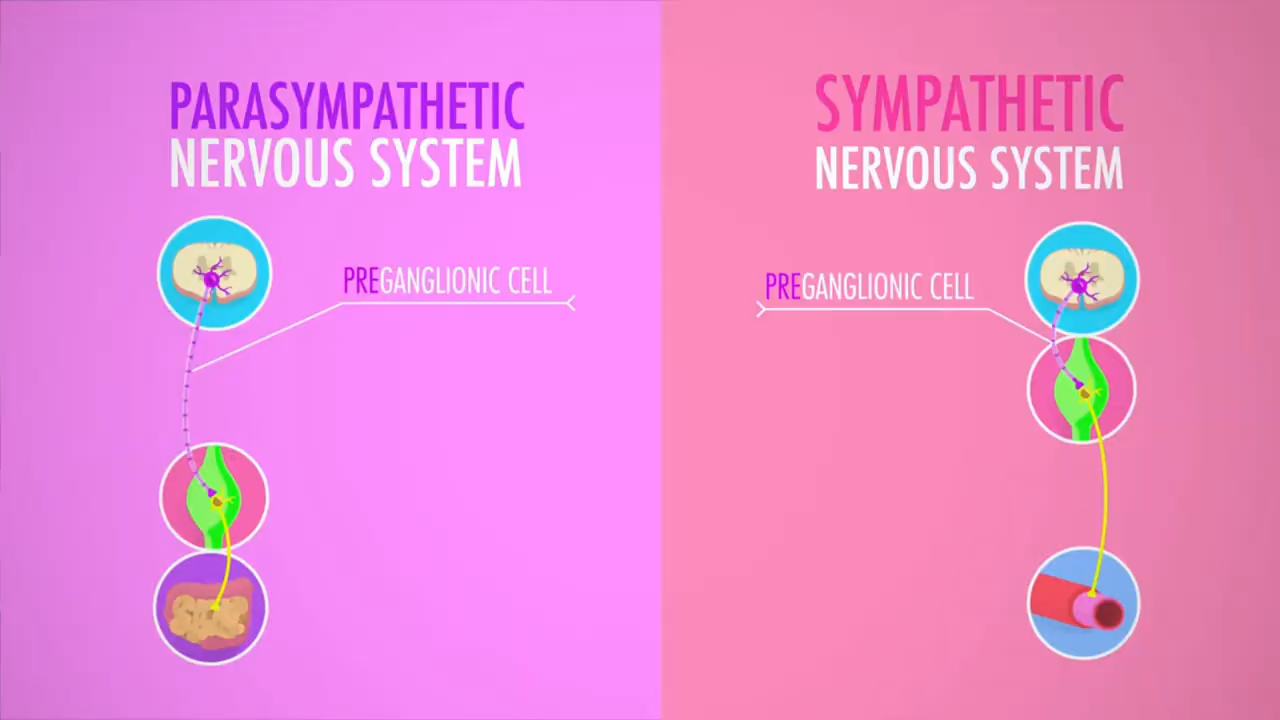 PARASYMPATHETIC
NERVOUS SYSTEM
PREGANGLIONIC CELL
SYMPATHETIC
NERVOUS SYSTEM
PREGANGLIONIC CELL